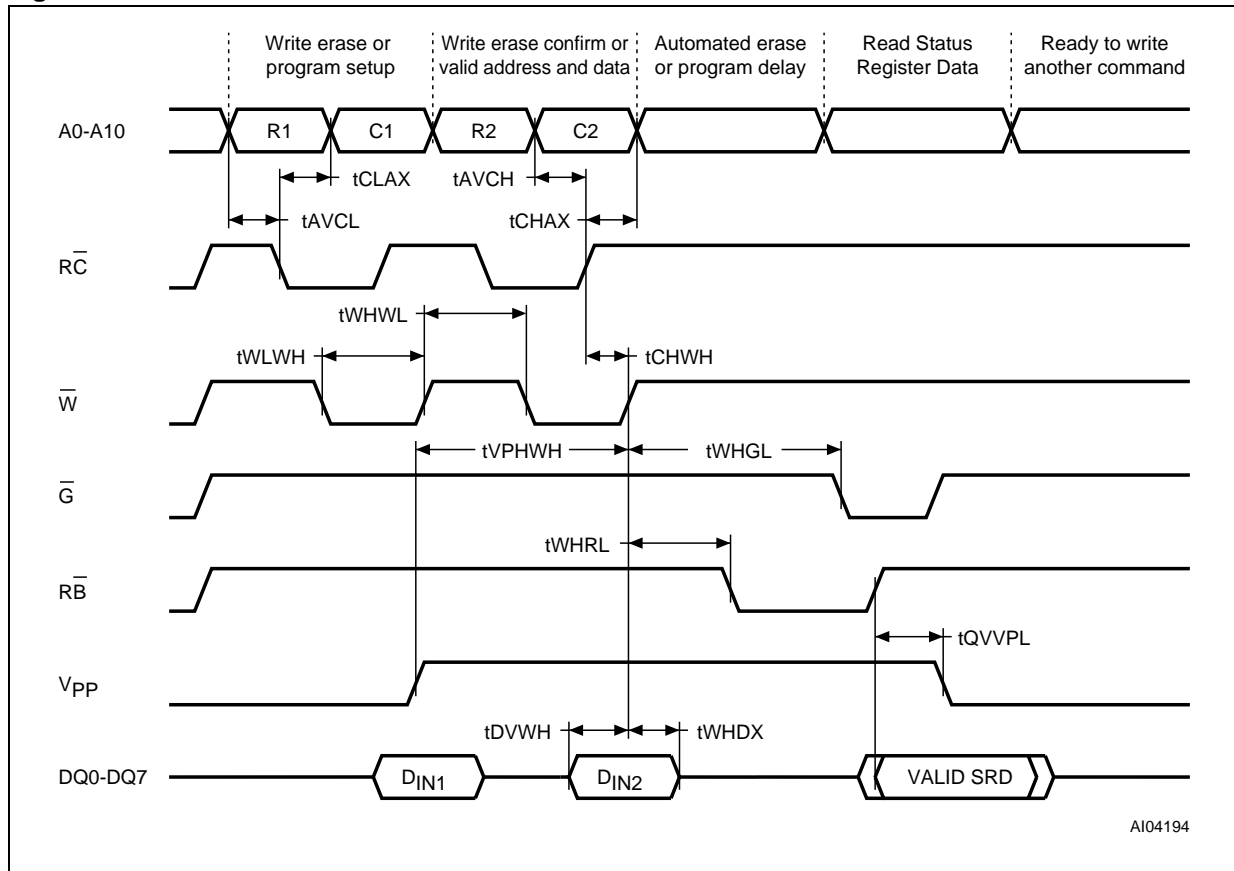 Write erase or
program setup
Write erase confirm or
valid address and data
Automated erase
or program delay
Read Status
Register Data
Ready to write
another command
A0-A10
R1
C1
R2
C2
tCLAX
tAVCH
tAVCL
tCHAX
RC̅
tWHWL
tWLWH
tCHWH
W̅
tVPHWH
tWHGL
G̅
tWHRL
RB̅
tQVVPL
VPP
tDVWH
tWHDX
DQ0-DQ7
DIN1
DIN2
VALID SRD
AI04194